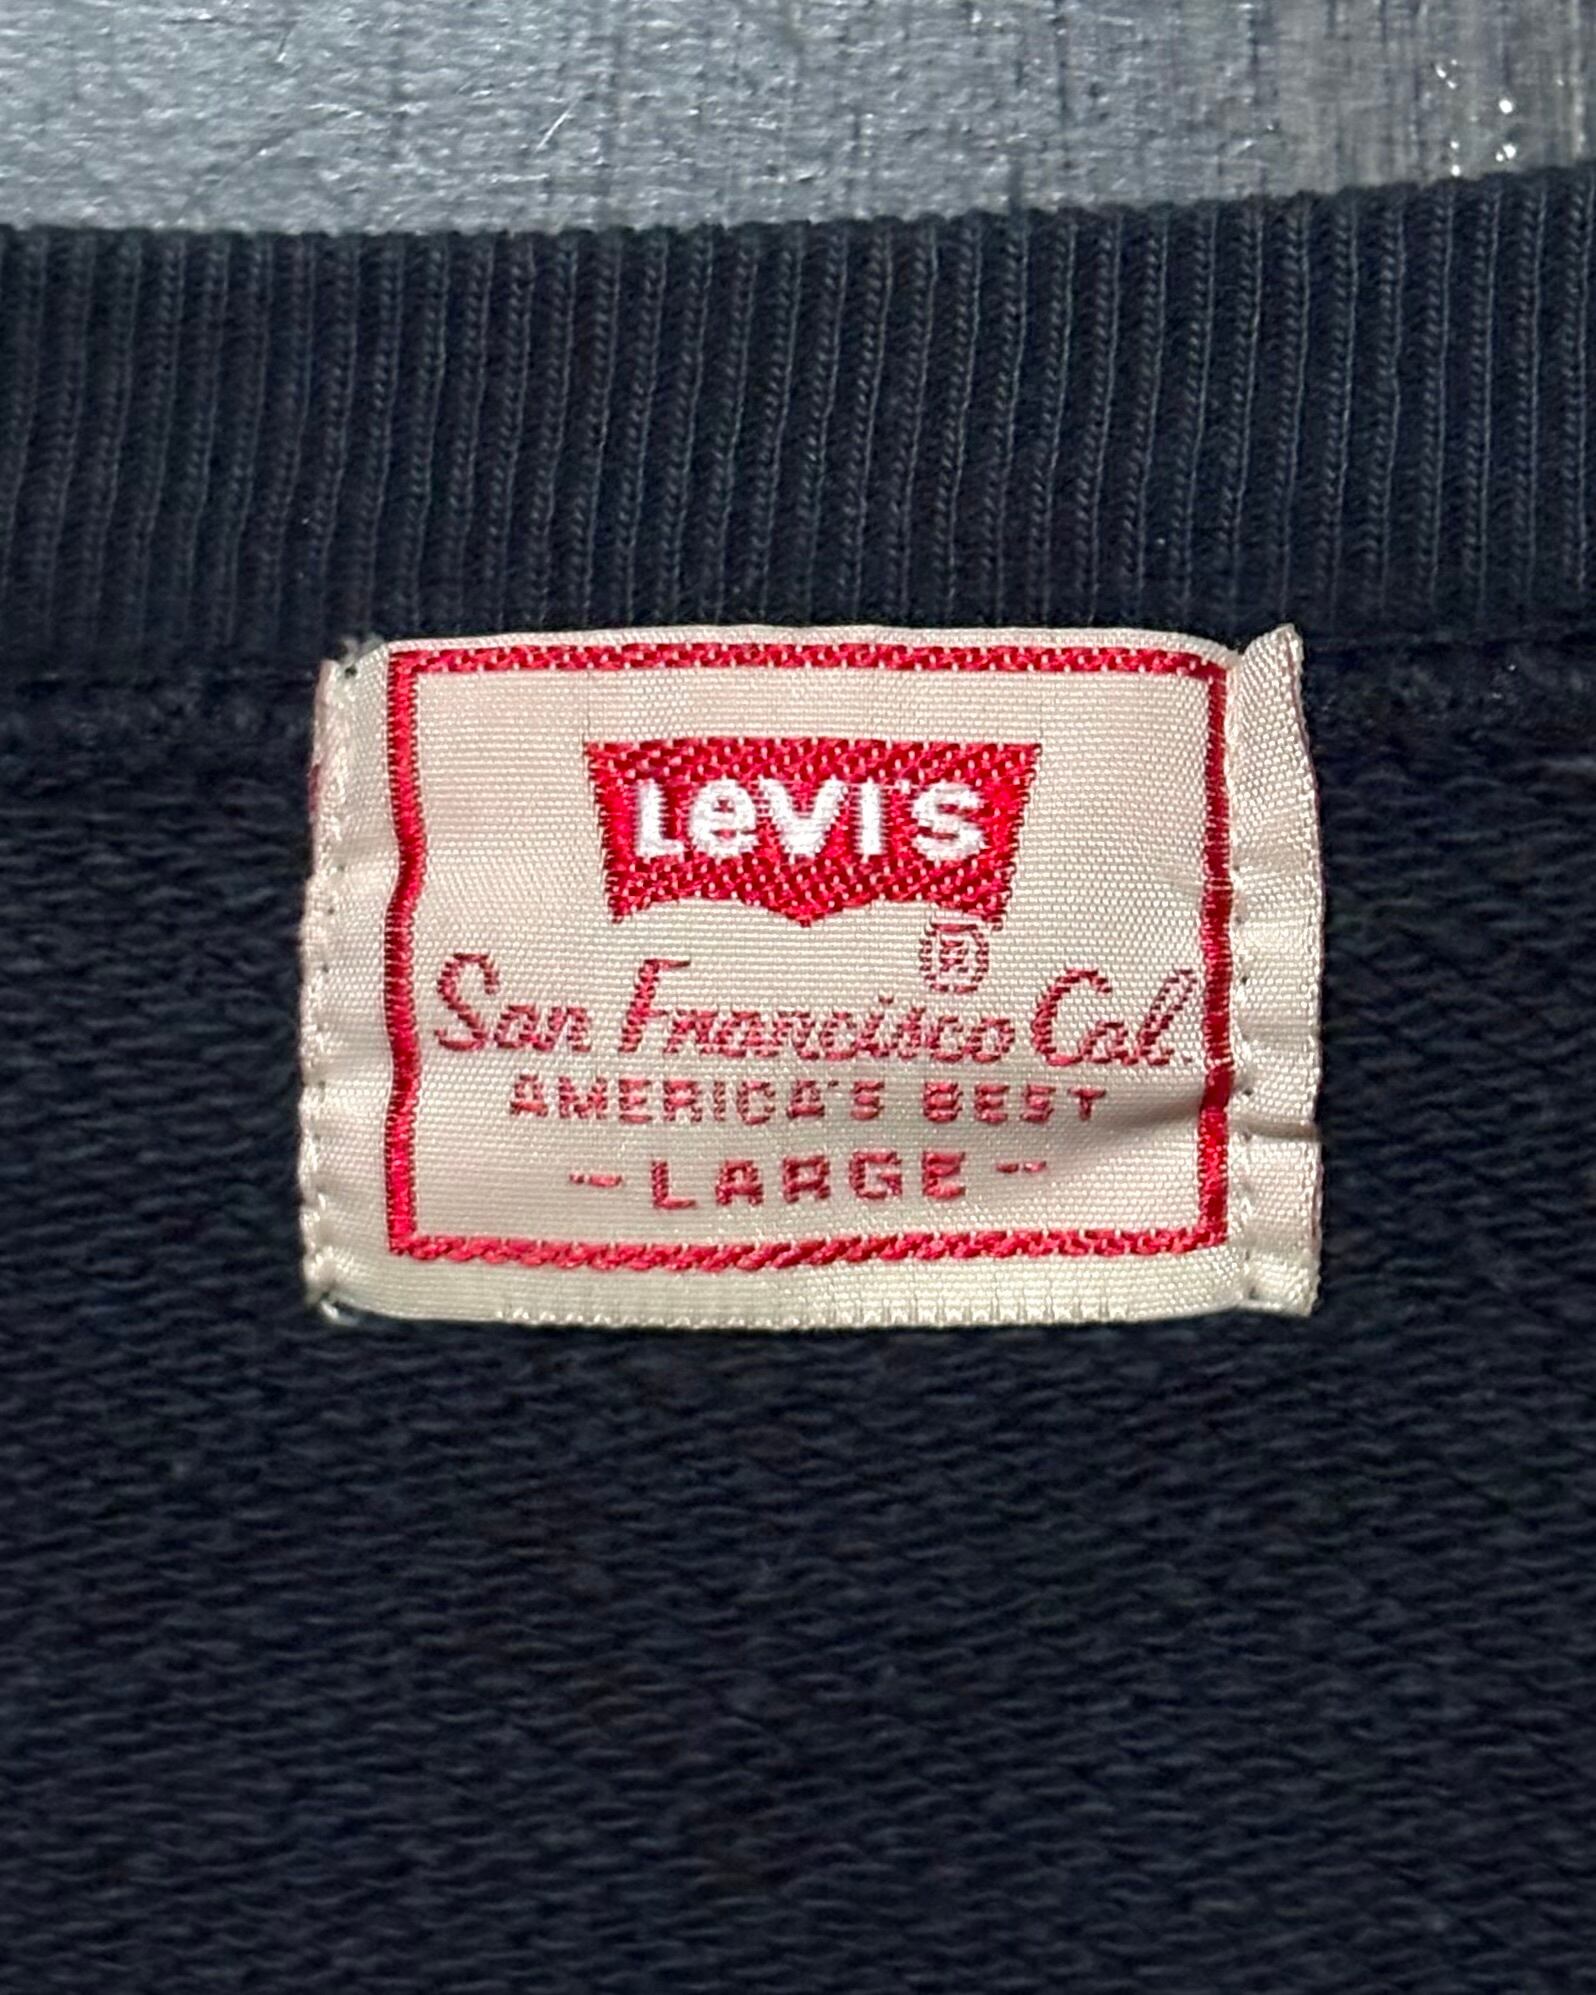 LeVI'S
®
San Francisco Cal.
AMERICA'S BEST
-LARGE-